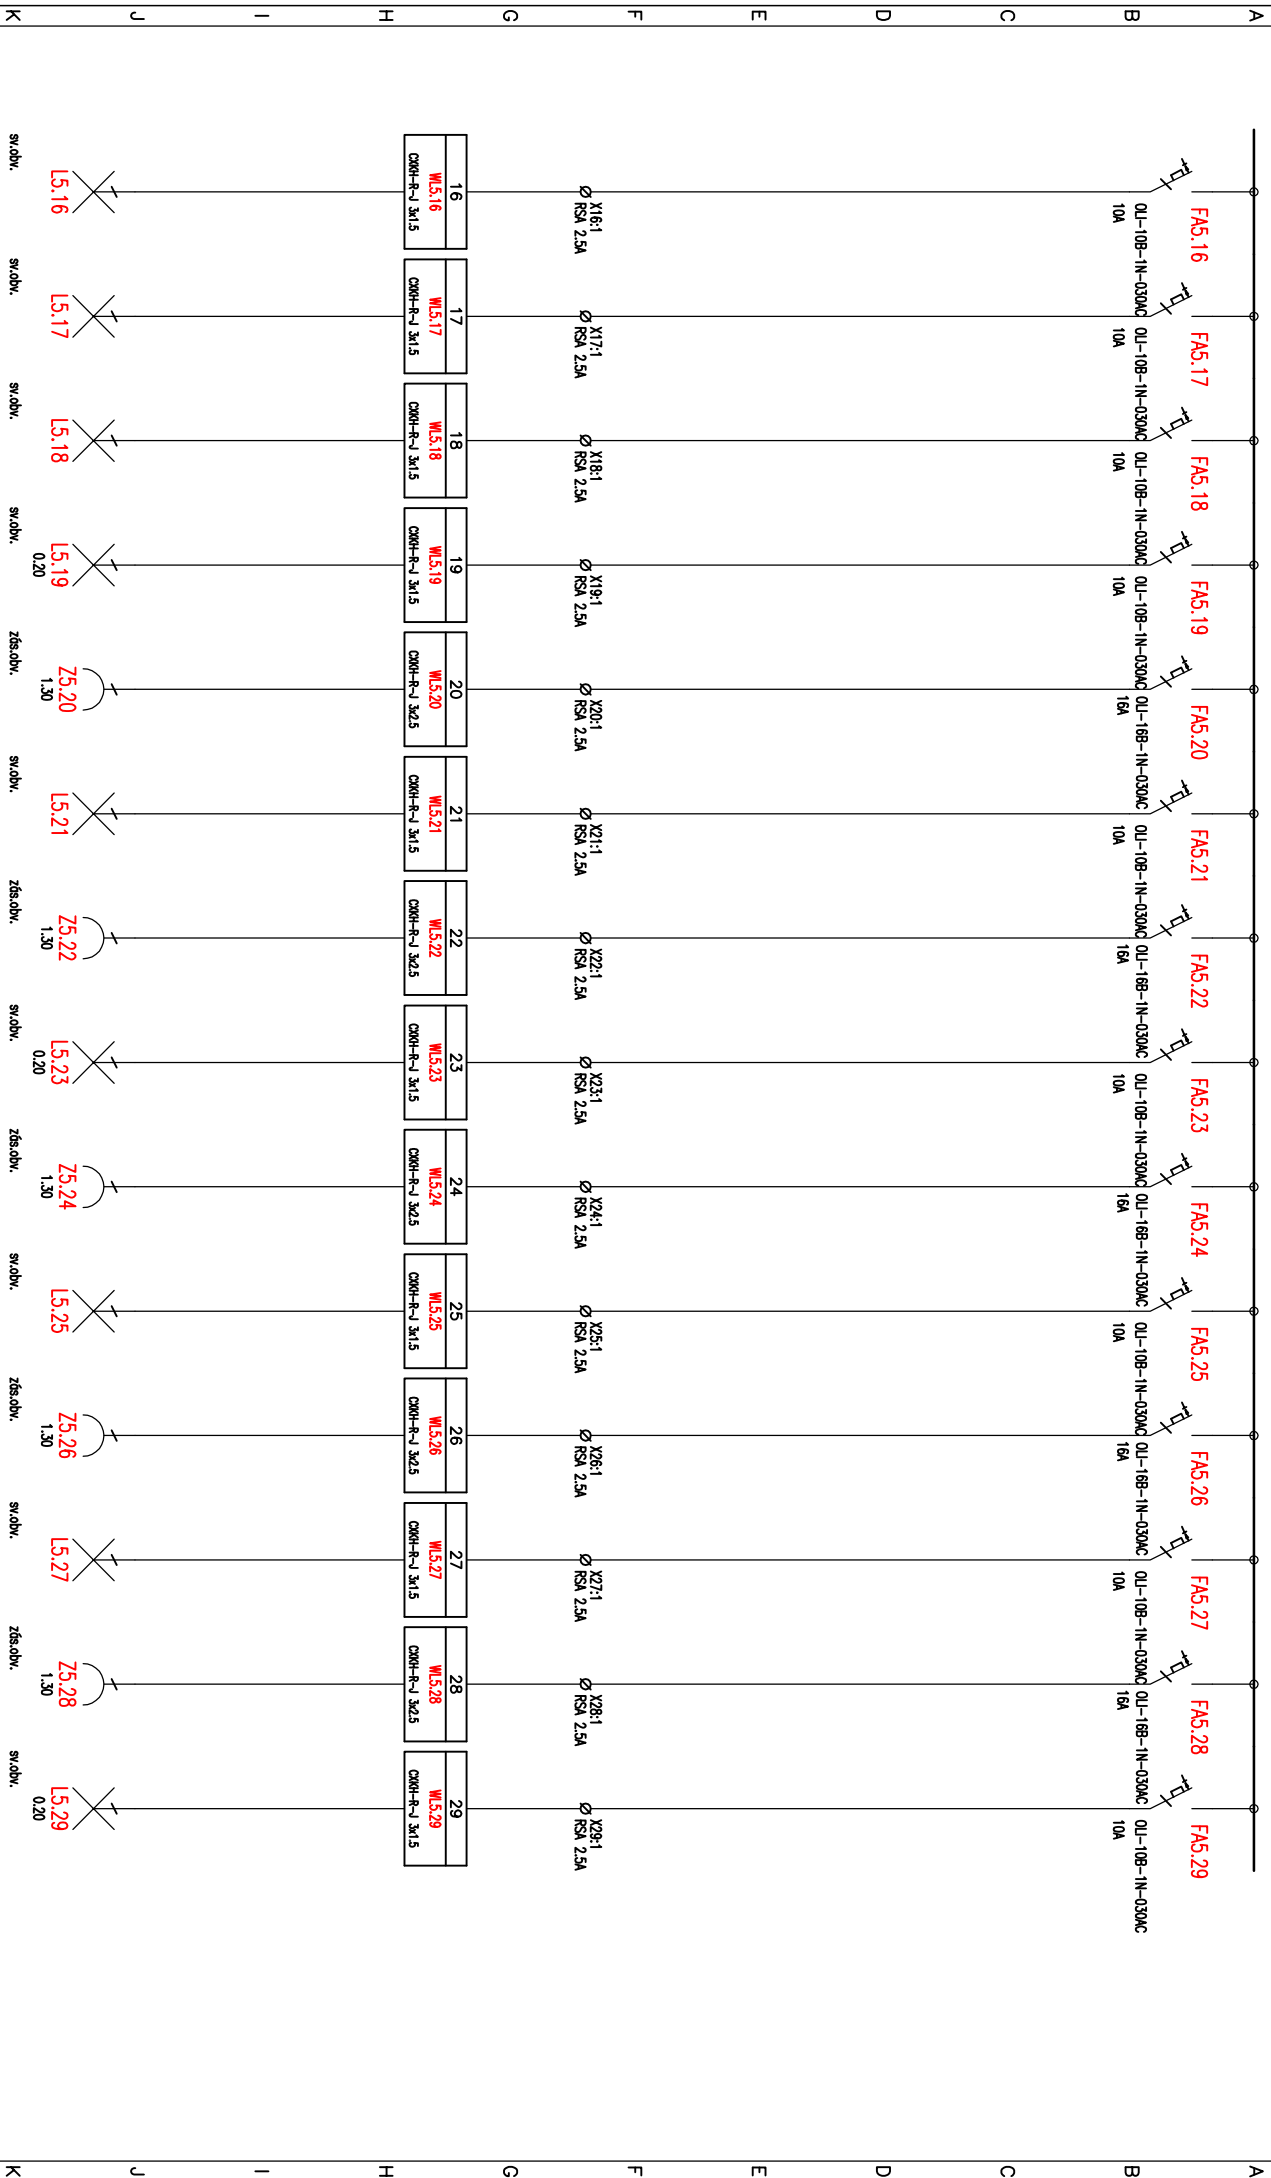 A B C D E F G H I J K
FA5.16
OLI-10B-1N-030AC
10A
X16:1
RSA 2.5A
16
WL5.16
CXKH-R-J 3x1.5
L5.16
sv.obv.
FA5.17
OLI-10B-1N-030AC
10A
X17:1
RSA 2.5A
17
WL5.17
CXKH-R-J 3x1.5
L5.17
sv.obv.
FA5.18
OLI-10B-1N-030AC
10A
X18:1
RSA 2.5A
18
WL5.18
CXKH-R-J 3x1.5
L5.18
sv.obv.
FA5.19
OLI-10B-1N-030AC
10A
X19:1
RSA 2.5A
19
WL5.19
CXKH-R-J 3x1.5
L5.19
0.20
sv.obv.
FA5.20
OLI-16B-1N-030AC
16A
X20:1
RSA 2.5A
20
WL5.20
CXKH-R-J 3x2.5
Z5.20
1.30
zás.obv.
FA5.21
OLI-10B-1N-030AC
10A
X21:1
RSA 2.5A
21
WL5.21
CXKH-R-J 3x1.5
L5.21
sv.obv.
FA5.22
OLI-16B-1N-030AC
16A
X22:1
RSA 2.5A
22
WL5.22
CXKH-R-J 3x2.5
Z5.22
1.30
zás.obv.
FA5.23
OLI-10B-1N-030AC
10A
X23:1
RSA 2.5A
23
WL5.23
CXKH-R-J 3x1.5
L5.23
0.20
sv.obv.
FA5.24
OLI-16B-1N-030AC
16A
X24:1
RSA 2.5A
24
WL5.24
CXKH-R-J 3x2.5
Z5.24
1.30
zás.obv.
FA5.25
OLI-10B-1N-030AC
10A
X25:1
RSA 2.5A
25
WL5.25
CXKH-R-J 3x1.5
L5.25
sv.obv.
FA5.26
OLI-16B-1N-030AC
16A
X26:1
RSA 2.5A
26
WL5.26
CXKH-R-J 3x2.5
Z5.26
1.30
zás.obv.
FA5.27
OLI-10B-1N-030AC
10A
X27:1
RSA 2.5A
27
WL5.27
CXKH-R-J 3x1.5
L5.27
sv.obv.
FA5.28
OLI-16B-1N-030AC
16A
X28:1
RSA 2.5A
28
WL5.28
CXKH-R-J 3x2.5
Z5.28
1.30
zás.obv.
FA5.29
OLI-10B-1N-030AC
10A
X29:1
RSA 2.5A
29
WL5.29
CXKH-R-J 3x1.5
L5.29
0.20
sv.obv.
A B C D E F G H I J K